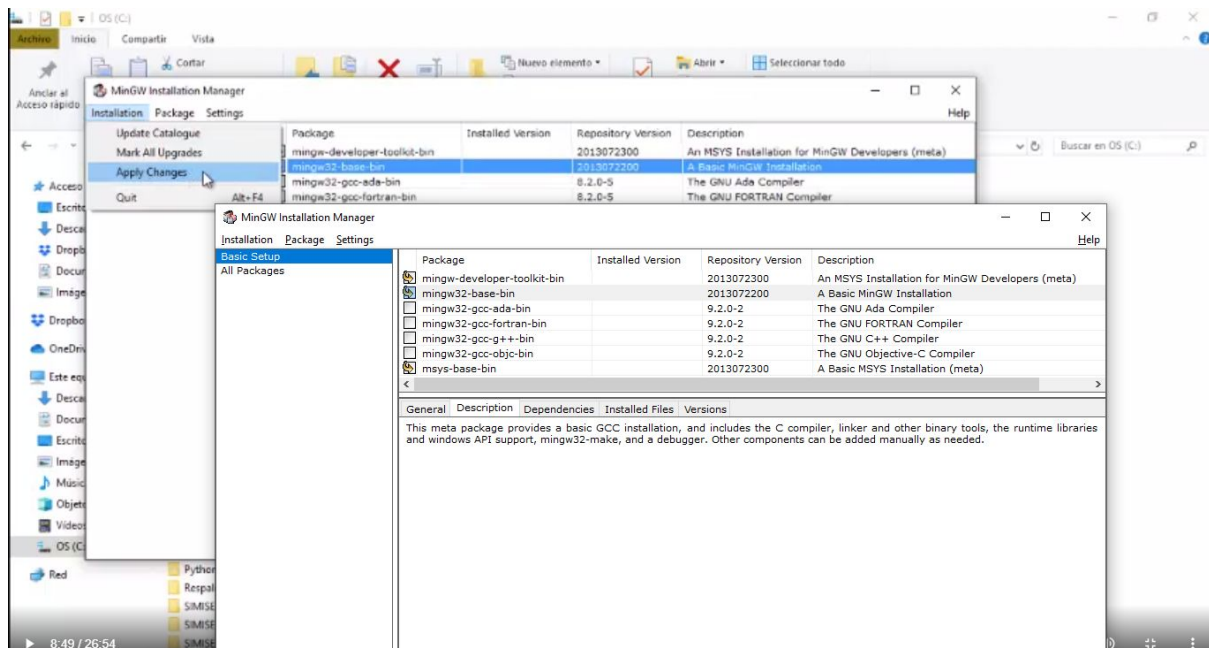 OS (C:)
Archivo Inicio Compartir Vista
Cortar
Nuevo elemento
Abrir
Seleccionar todo
Anclar al
Acceso rápido
MinGW Installation Manager
Installation Package Settings Help
Update Catalogue
Mark All Upgrades
Apply Changes
Quit Alt+F4
Package Installed Version Repository Version Description
mingw-developer-toolkit-bin 2013072300 An MSYS Installation for MinGW Developers (meta)
mingw32-base-bin 2013072200 A Basic MinGW Installation
mingw32-gcc-ada-bin 8.2.0-5 The GNU Ada Compiler
mingw32-gcc-fortran-bin 8.2.0-5 The GNU FORTRAN Compiler
Buscar en OS (C:)
Acceso
Escrito
Desca
Dropb
Docur
Image
Dropbo
OneDriv
Este equ
Desca
Docur
Escrito
Image
Músic
Objeto
Vídeos
OS (C:
Red
Python
Respal
SIMISE
SIMISE
SIMISE
MinGW Installation Manager
Installation Package Settings Help
Basic Setup
All Packages
Package Installed Version Repository Version Description
mingw-developer-toolkit-bin 2013072300 An MSYS Installation for MinGW Developers (meta)
mingw32-base-bin 2013072200 A Basic MinGW Installation
mingw32-gcc-ada-bin 9.2.0-2 The GNU Ada Compiler
mingw32-gcc-fortran-bin 9.2.0-2 The GNU FORTRAN Compiler
mingw32-gcc-g++-bin 9.2.0-2 The GNU C++ Compiler
mingw32-gcc-objc-bin 9.2.0-2 The GNU Objective-C Compiler
msys-base-bin 2013072300 A Basic MSYS Installation (meta)
General Description Dependencies Installed Files Versions
This meta package provides a basic GCC installation, and includes the C compiler, linker and other binary tools, the runtime libraries
and windows API support, mingw32-make, and a debugger. Other components can be added manually as needed.
8:49 / 26:54